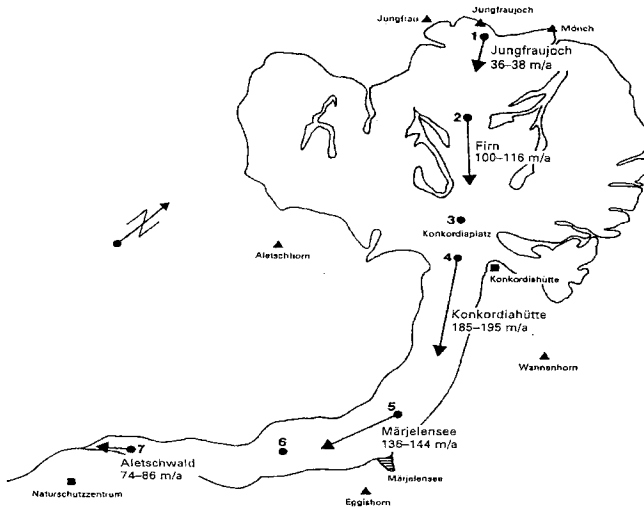 Jungfraujoch
Jungfrau
Mönch
1
Jungfraujoch
36–38 m/a
2
Firn
100–116 m/a
3
Konkordiaplatz
N
Aletschhorn
4
Konkordiahütte
Konkordiahütte
185–195 m/a
Wannenhorn
5
Märjelensee
136–144 m/a
6
7
Aletschwald
74–86 m/a
Märjelensee
Naturschutzzentrum
Eggishorn